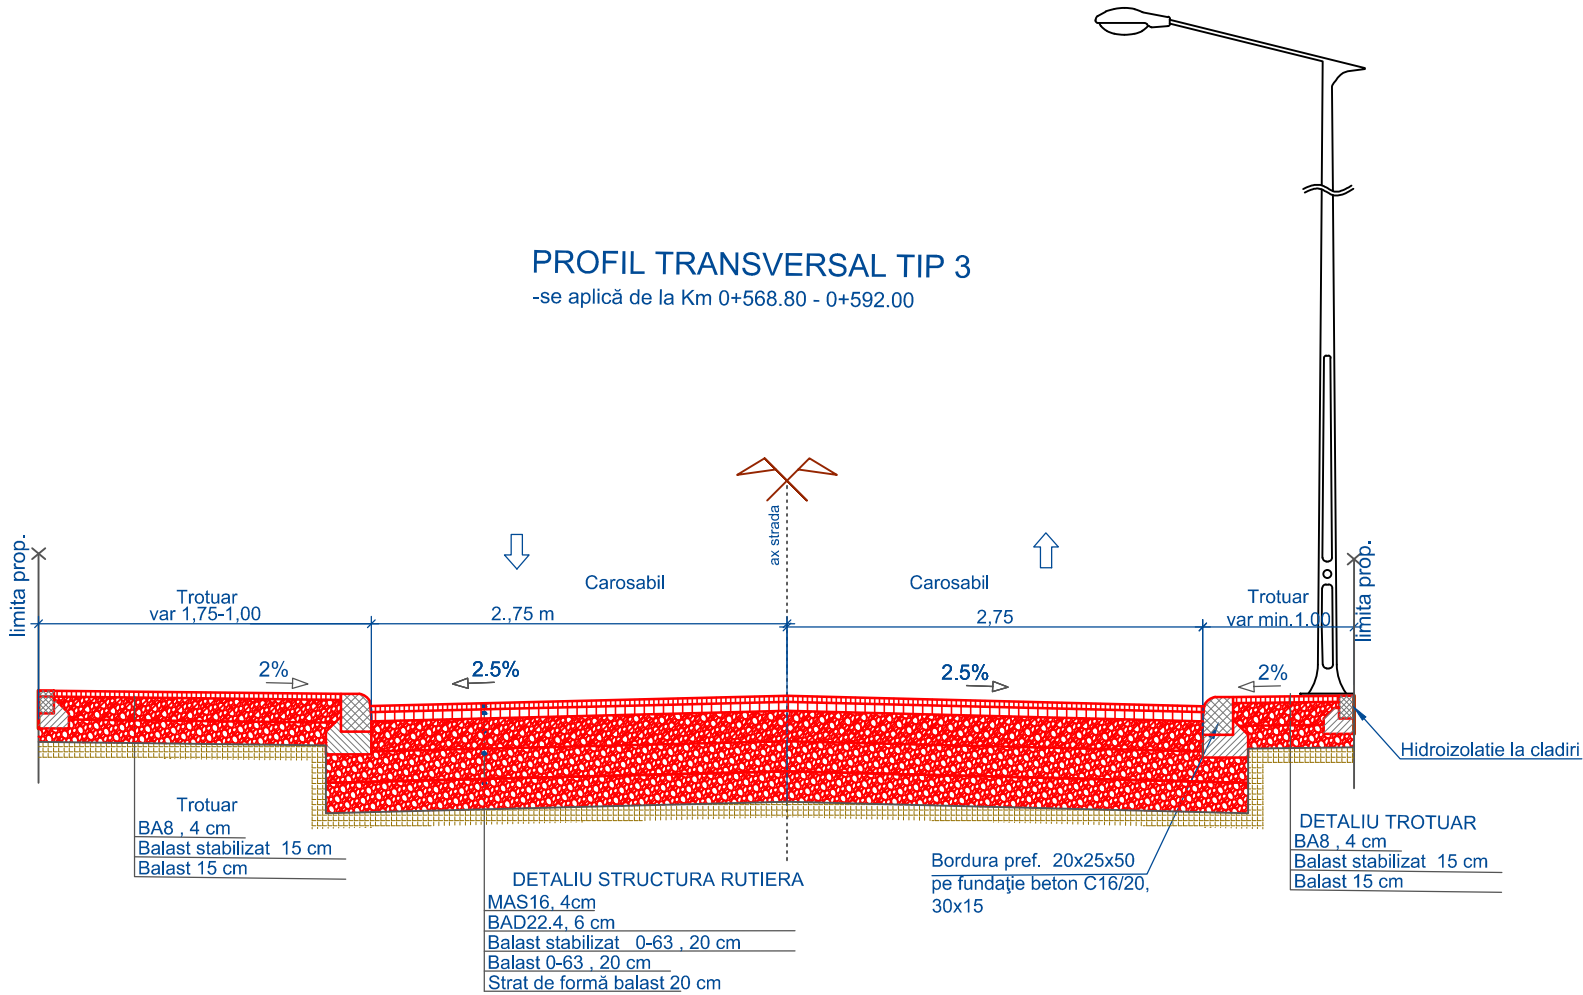 PROFIL TRANSVERSAL TIP 3
-se aplică de la Km 0+568.80 - 0+592.00
ax strada
limita prop.
limita prop.
Carosabil
Carosabil
Trotuar
var 1,75-1,00
2.,75 m
2,75
Trotuar
var min.1.00
2%
2.5%
2.5%
2%
Hidroizolatie la cladiri
Trotuar
BA8 , 4 cm
Balast stabilizat 15 cm
Balast 15 cm
DETALIU STRUCTURA RUTIERA
MAS16, 4cm
BAD22.4, 6 cm
Balast stabilizat 0-63 , 20 cm
Balast 0-63 , 20 cm
Strat de formă balast 20 cm
Bordura pref. 20x25x50
pe fundaţie beton C16/20,
30x15
DETALIU TROTUAR
BA8 , 4 cm
Balast stabilizat 15 cm
Balast 15 cm